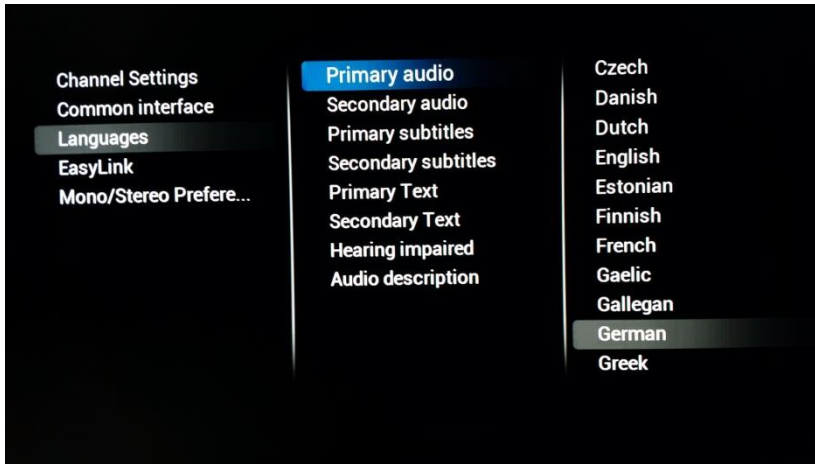 Channel Settings
Common interface
Languages
EasyLink
Mono/Stereo Prefere...
Primary audio
Secondary audio
Primary subtitles
Secondary subtitles
Primary Text
Secondary Text
Hearing impaired
Audio description
Czech
Danish
Dutch
English
Estonian
Finnish
French
Gaelic
Gallegan
German
Greek